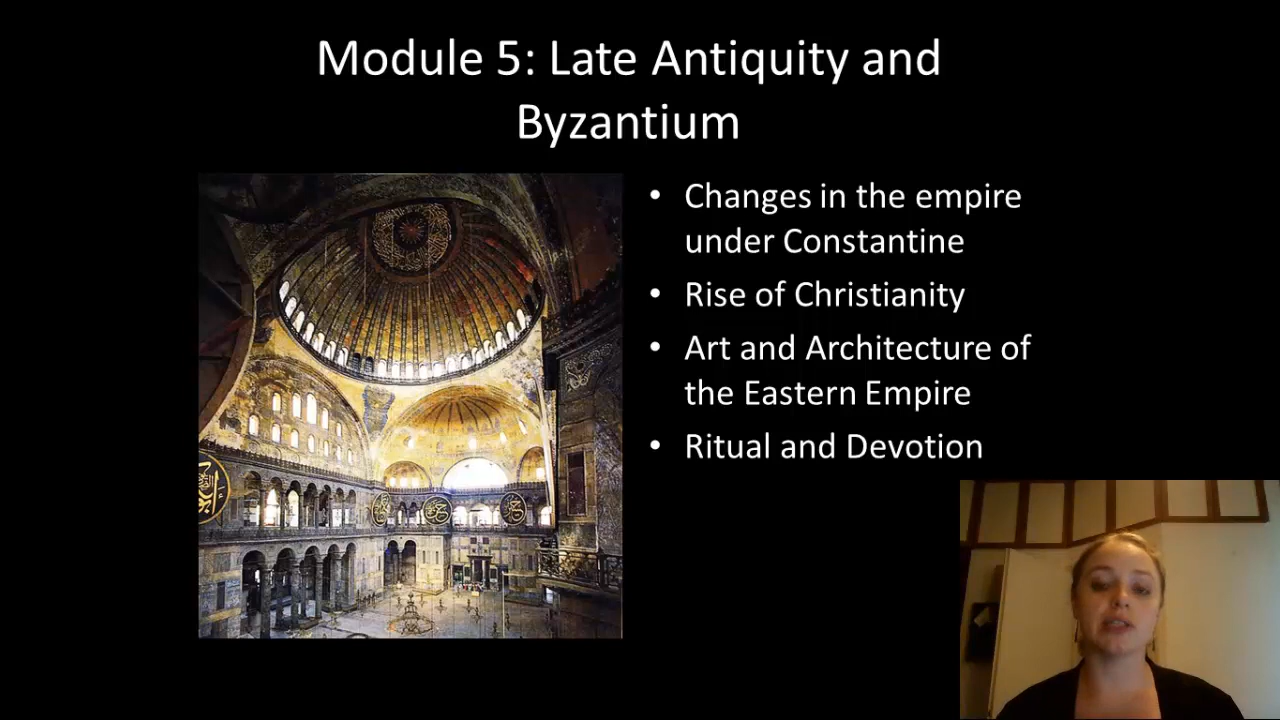 Module 5: Late Antiquity and
Byzantium
• Changes in the empire
under Constantine
• Rise of Christianity
• Art and Architecture of
the Eastern Empire
• Ritual and Devotion